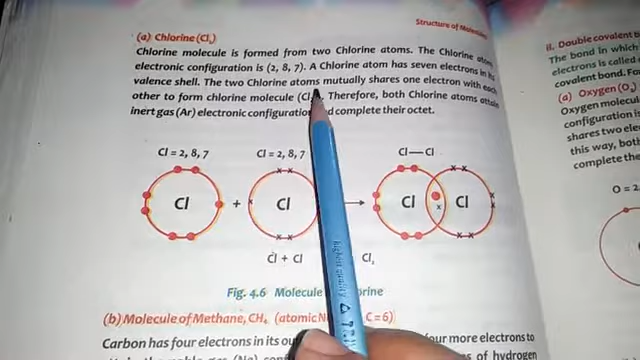 Structure of
(a) Chlorine (Cl₂)
Chlorine molecule is formed from two Chlorine atoms. The Chlorine atom
electronic configuration is (2, 8, 7). A Chlorine atom has seven electrons in its
valence shell. The two Chlorine atoms mutually shares one electron with each
other to form chlorine molecule (Cl Therefore, both Chlorine atoms attain
inert gas (Ar) electronic configuration complete their octet.
Cl = 2, 8, 7
Cl = 2, 8, 7
Cl—Cl
Cl
+
Cl
→
Cl
Cl
Cl + Cl
Cl₂
Fig. 4.6 Molecule
(b) Molecule of Methane, CH₄ (atomic C = 6)
Carbon has four electrons in its four more electrons to
of hydrogen
ii. Double covalent
The bond in which
electrons is called
covalent bond. For
(a) Oxygen (O₂)
Oxygen molecule
configuration is
shares two
this way, both
complete the
O = 2,